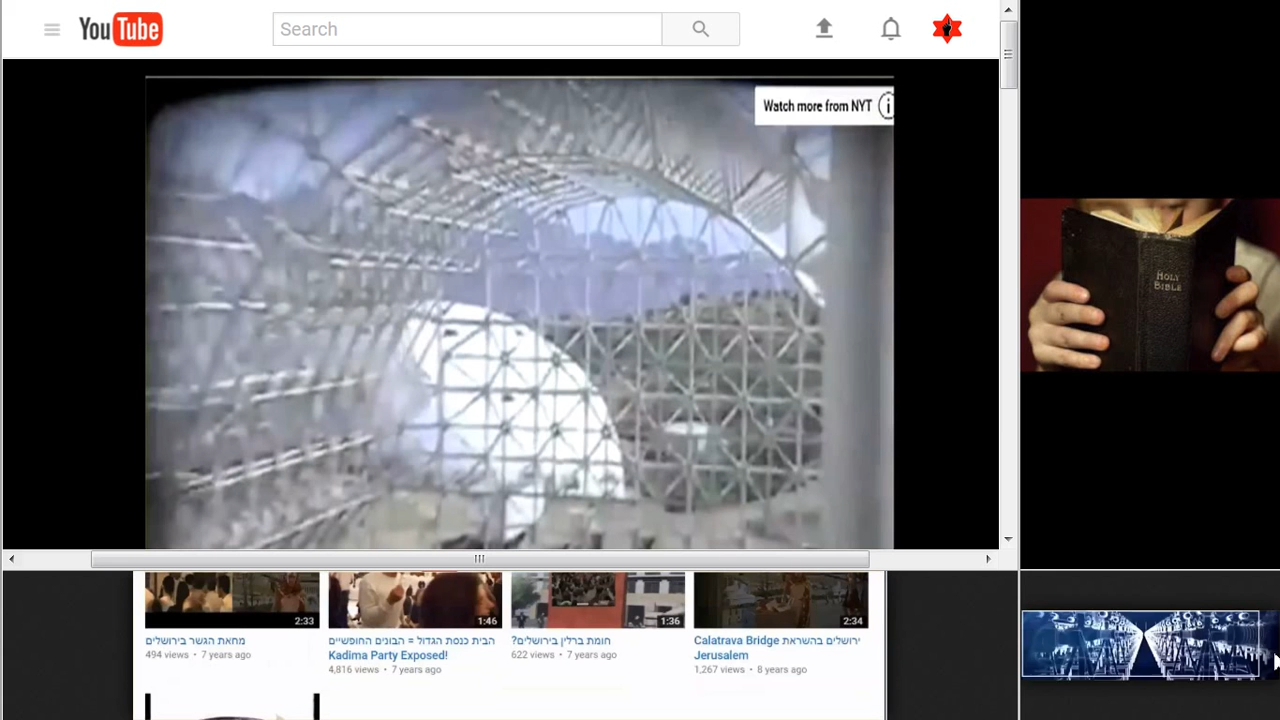 YouTube
Search
Watch more from NYT
HOLY
BIBLE
2:33
1:46
1:36
2:34
מחאת הגשר בירושלים
494 views • 7 years ago
הבית כנסת הגדול = הבונים החופשיים
Kadima Party Exposed!
4,816 views • 7 years ago
חומת ברלין בירושלים?
622 views • 7 years ago
Calatrava Bridge ירושלים בהשראת
Jerusalem
1,267 views • 8 years ago